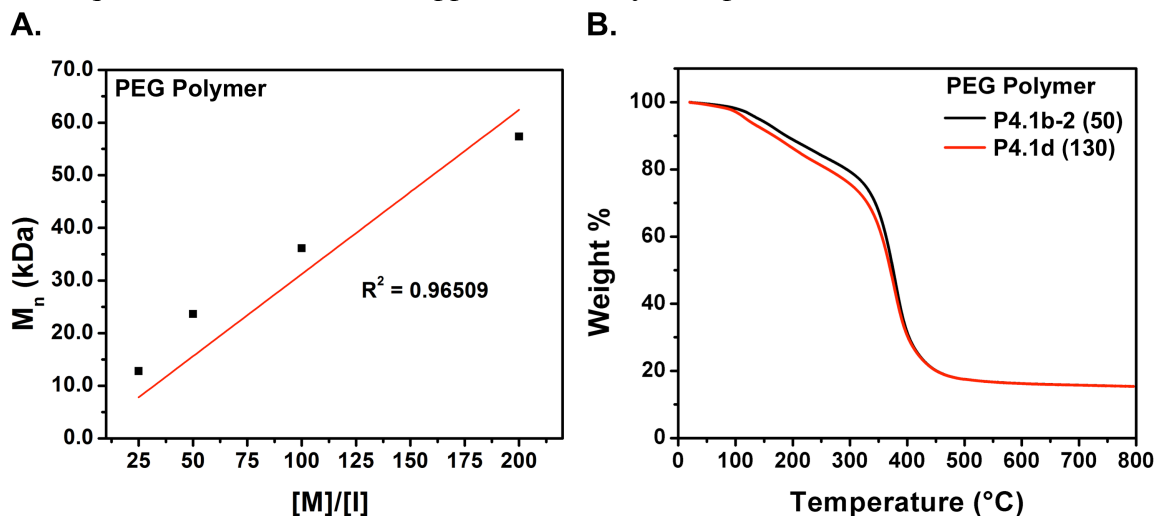 A.
PEG Polymer
70.0
60.0
50.0
40.0
30.0
20.0
10.0
0.0
Mn (kDa)
R² = 0.96509
25 50 75 100 125 150 175 200
[M]/[I]
B.
PEG Polymer
P4.1b-2 (50)
P4.1d (130)
100
80
60
40
20
0
Weight %
0 100 200 300 400 500 600 700 800
Temperature (°C)